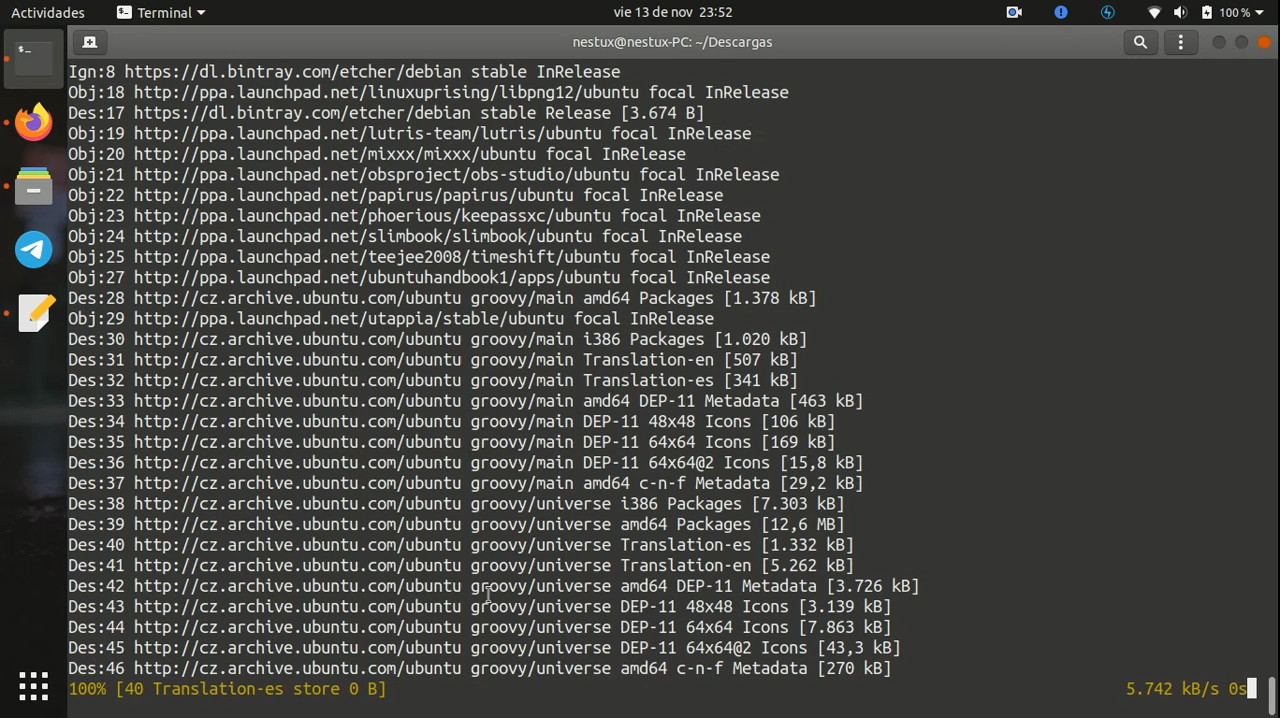 Actividades
Terminal
vie 13 de nov 23:52
100 %
nestux@nestux-PC: ~/Descargas
Ign:8 https://dl.bintray.com/etcher/debian stable InRelease
Obj:18 http://ppa.launchpad.net/linuxuprising/libpng12/ubuntu focal InRelease
Des:17 https://dl.bintray.com/etcher/debian stable Release [3.674 B]
Obj:19 http://ppa.launchpad.net/lutris-team/lutris/ubuntu focal InRelease
Obj:20 http://ppa.launchpad.net/mixxx/mixxx/ubuntu focal InRelease
Obj:21 http://ppa.launchpad.net/obsproject/obs-studio/ubuntu focal InRelease
Obj:22 http://ppa.launchpad.net/papirus/papirus/ubuntu focal InRelease
Obj:23 http://ppa.launchpad.net/phoerious/keepassxc/ubuntu focal InRelease
Obj:24 http://ppa.launchpad.net/slimbook/slimbook/ubuntu focal InRelease
Obj:25 http://ppa.launchpad.net/teejee2008/timeshift/ubuntu focal InRelease
Obj:27 http://ppa.launchpad.net/ubuntuhandbook1/apps/ubuntu focal InRelease
Des:28 http://cz.archive.ubuntu.com/ubuntu groovy/main amd64 Packages [1.378 kB]
Obj:29 http://ppa.launchpad.net/utappia/stable/ubuntu focal InRelease
Des:30 http://cz.archive.ubuntu.com/ubuntu groovy/main i386 Packages [1.020 kB]
Des:31 http://cz.archive.ubuntu.com/ubuntu groovy/main Translation-en [507 kB]
Des:32 http://cz.archive.ubuntu.com/ubuntu groovy/main Translation-es [341 kB]
Des:33 http://cz.archive.ubuntu.com/ubuntu groovy/main amd64 DEP-11 Metadata [463 kB]
Des:34 http://cz.archive.ubuntu.com/ubuntu groovy/main DEP-11 48x48 Icons [106 kB]
Des:35 http://cz.archive.ubuntu.com/ubuntu groovy/main DEP-11 64x64 Icons [169 kB]
Des:36 http://cz.archive.ubuntu.com/ubuntu groovy/main DEP-11 64x64@2 Icons [15,8 kB]
Des:37 http://cz.archive.ubuntu.com/ubuntu groovy/main amd64 c-n-f Metadata [29,2 kB]
Des:38 http://cz.archive.ubuntu.com/ubuntu groovy/universe i386 Packages [7.303 kB]
Des:39 http://cz.archive.ubuntu.com/ubuntu groovy/universe amd64 Packages [12,6 MB]
Des:40 http://cz.archive.ubuntu.com/ubuntu groovy/universe Translation-es [1.332 kB]
Des:41 http://cz.archive.ubuntu.com/ubuntu groovy/universe Translation-en [5.262 kB]
Des:42 http://cz.archive.ubuntu.com/ubuntu groovy/universe amd64 DEP-11 Metadata [3.726 kB]
Des:43 http://cz.archive.ubuntu.com/ubuntu groovy/universe DEP-11 48x48 Icons [3.139 kB]
Des:44 http://cz.archive.ubuntu.com/ubuntu groovy/universe DEP-11 64x64 Icons [7.863 kB]
Des:45 http://cz.archive.ubuntu.com/ubuntu groovy/universe DEP-11 64x64@2 Icons [43,3 kB]
Des:46 http://cz.archive.ubuntu.com/ubuntu groovy/universe amd64 c-n-f Metadata [270 kB]
100% [40 Translation-es store 0 B] 5.742 kB/s 0s